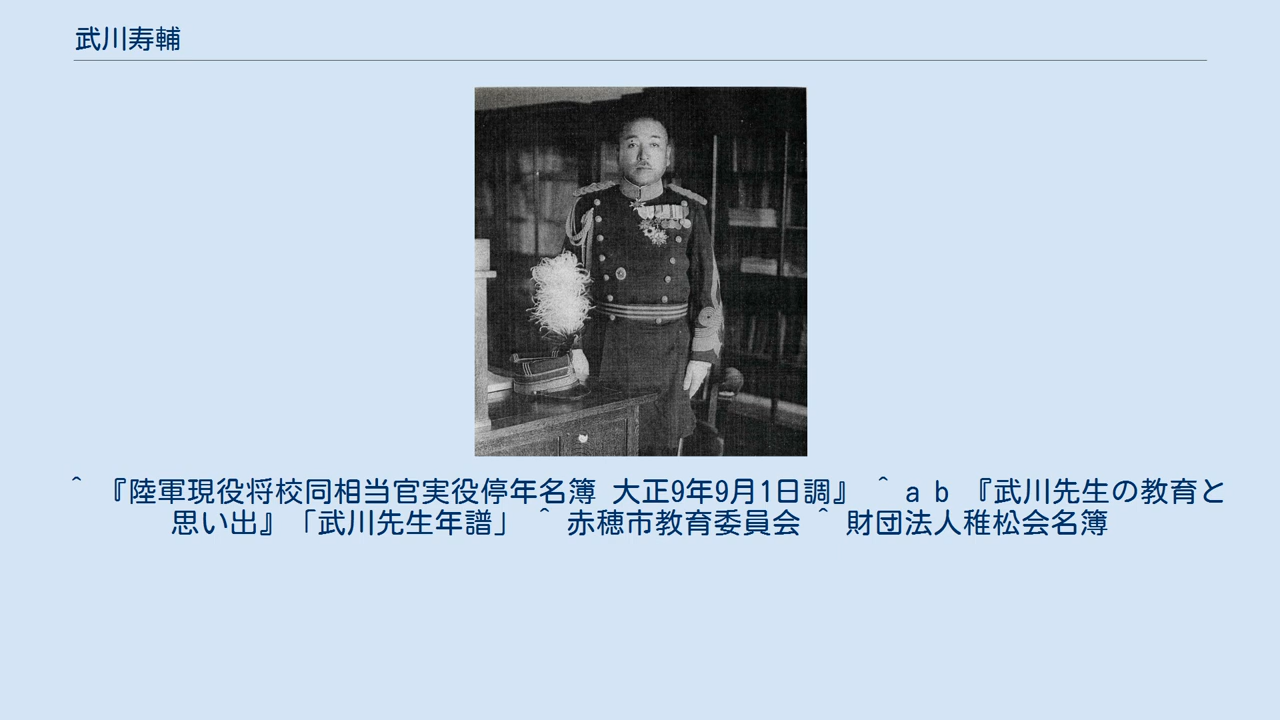 武川寿輔
^ 『陸軍現役将校同相当官実役停年名簿 大正9年9月1日調』 ^ a b 『武川先生の教育と
思い出』「武川先生年譜」 ^ 赤穂市教育委員会 ^ 財団法人稚松会名簿